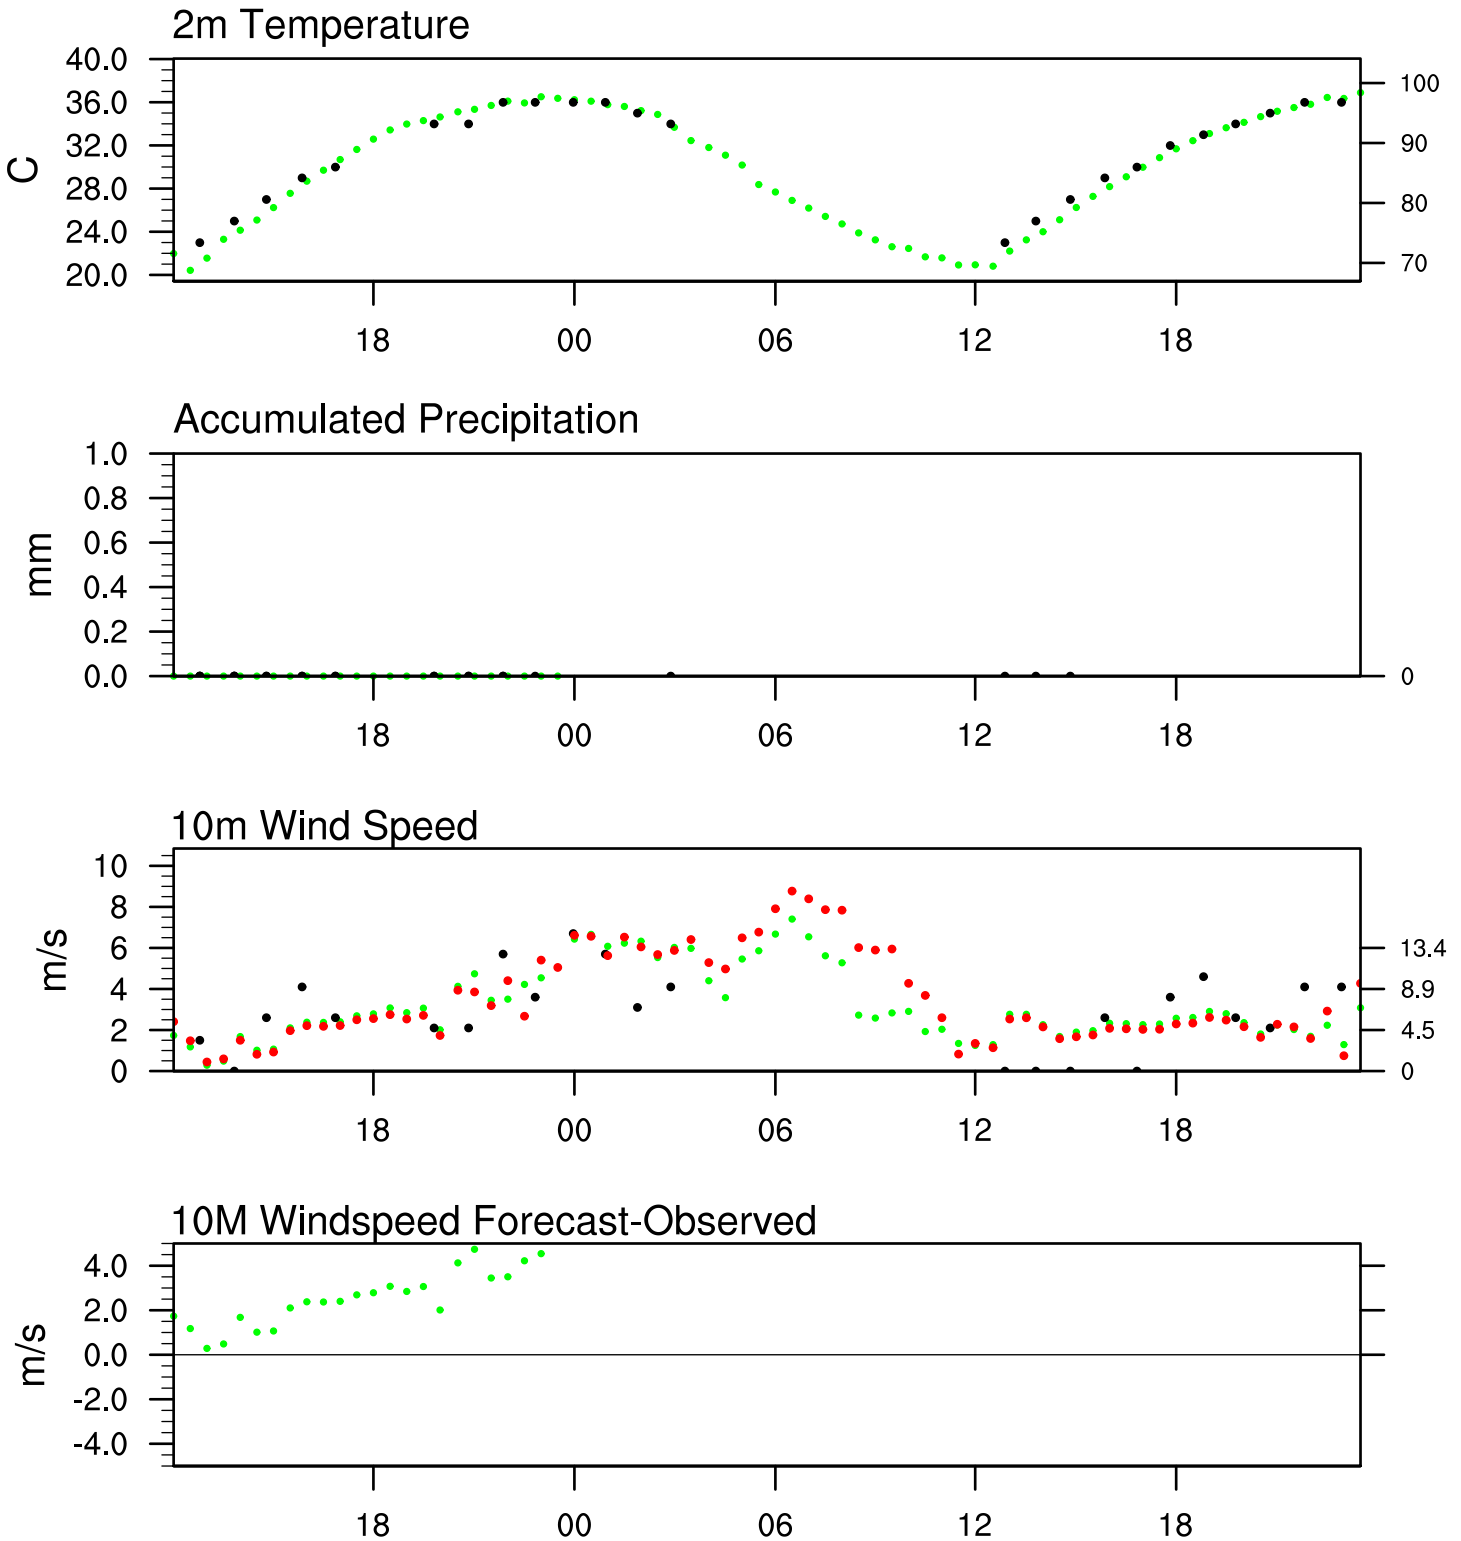 2m Temperature
40.0
36.0
32.0
28.0
24.0
20.0
C
100
90
80
70
18 00 06 12 18
Accumulated Precipitation
1.0
0.8
0.6
0.4
0.2
0.0
mm
0
18 00 06 12 18
10m Wind Speed
10
8
6
4
2
0
m/s
13.4
8.9
4.5
0
18 00 06 12 18
10M Windspeed Forecast-Observed
4.0
2.0
0.0
-2.0
-4.0
m/s
18 00 06 12 18